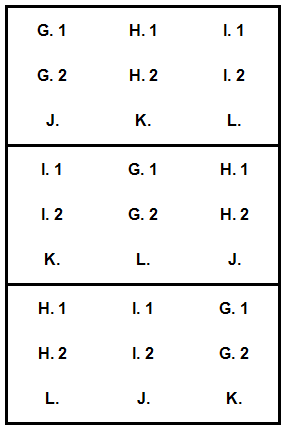 G. 1 H. 1 I. 1
G. 2 H. 2 I. 2
J. K. L.
I. 1 G. 1 H. 1
I. 2 G. 2 H. 2
K. L. J.
H. 1 I. 1 G. 1
H. 2 I. 2 G. 2
L. J. K.